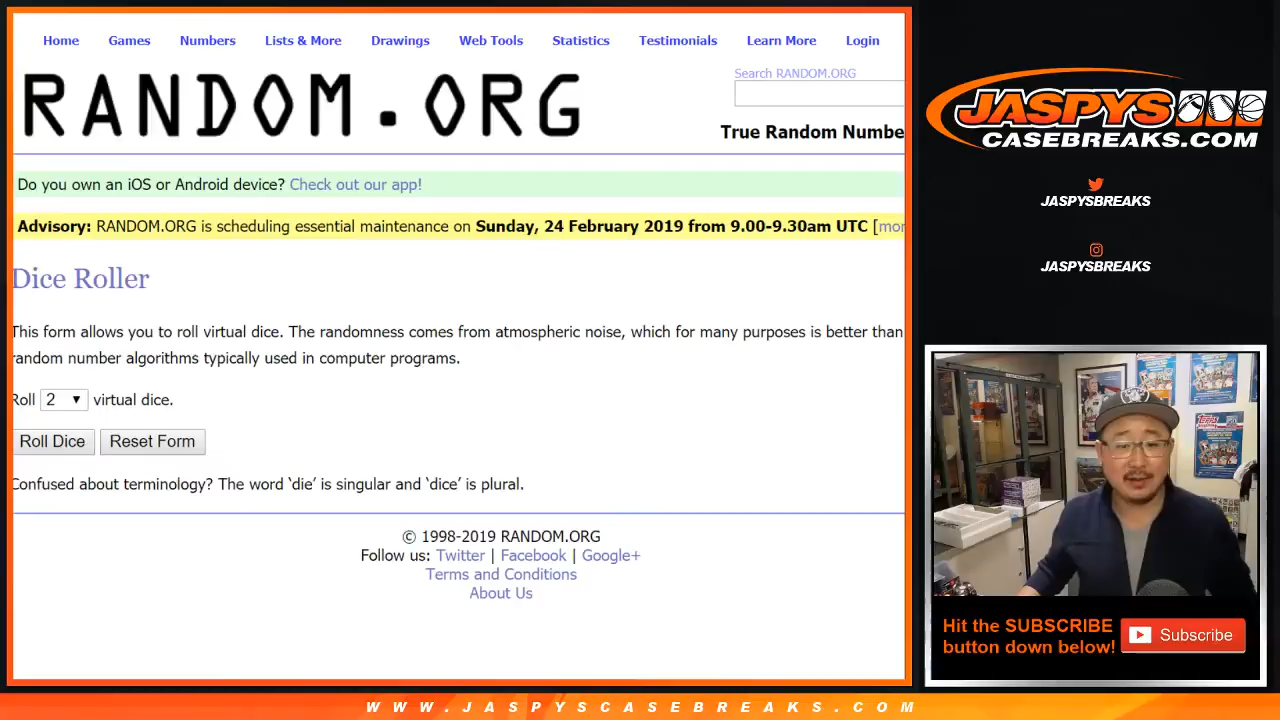 Home Games Numbers Lists & More Drawings Web Tools Statistics Testimonials Learn More Login
RANDOM.ORG
Search RANDOM.ORG
True Random Numbe
Do you own an iOS or Android device? Check out our app!
Advisory: RANDOM.ORG is scheduling essential maintenance on Sunday, 24 February 2019 from 9.00-9.30am UTC [mor
Dice Roller
This form allows you to roll virtual dice. The randomness comes from atmospheric noise, which for many purposes is better than
random number algorithms typically used in computer programs.
Roll 2 ▼ virtual dice.
Roll Dice Reset Form
Confused about terminology? The word ‘die’ is singular and ‘dice’ is plural.
© 1998-2019 RANDOM.ORG
Follow us: Twitter | Facebook | Google+
Terms and Conditions
About Us
JASPYS
CASEBREAKS.COM
JASPYSBREAKS
JASPYSBREAKS
Topps
Hit the SUBSCRIBE
button down below!
Subscribe
WWW.JASPYSCASEBREAKS.COM